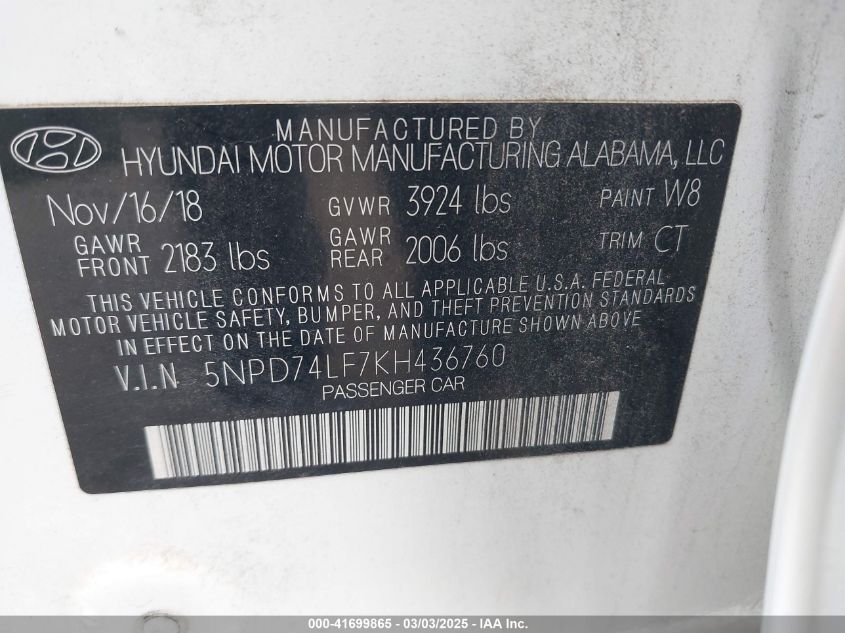 MANUFACTURED BY
HYUNDAI MOTOR MANUFACTURING ALABAMA, LLC
Nov/16/18 GVWR 3924 lbs PAINT W8
GAWR FRONT 2183 lbs GAWR REAR 2006 lbs TRIM CT
THIS VEHICLE CONFORMS TO ALL APPLICABLE U.S.A. FEDERAL
MOTOR VEHICLE SAFETY, BUMPER, AND THEFT PREVENTION STANDARDS
IN EFFECT ON THE DATE OF MANUFACTURE SHOWN ABOVE
V.I.N 5NPD74LF7KH436760
PASSENGER CAR
000-41699865 - 03/03/2025 - © IAA Inc.